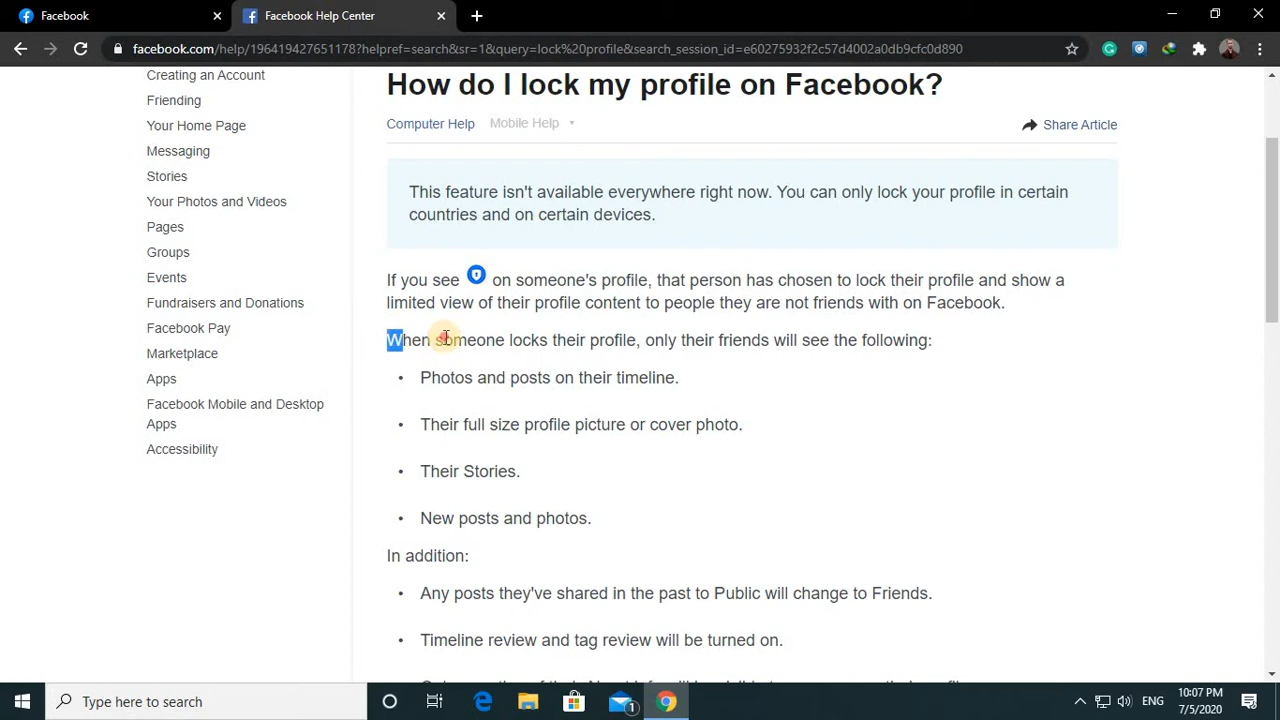 Facebook
Facebook Help Center
facebook.com/help/196419427651178?helpref=search&sr=1&query=lock%20profile&search_session_id=e60275932f2c57d4002a0db9cfc0d890
Creating an Account
Friending
Your Home Page
Messaging
Stories
Your Photos and Videos
Pages
Groups
Events
Fundraisers and Donations
Facebook Pay
Marketplace
Apps
Facebook Mobile and Desktop
Apps
Accessibility
How do I lock my profile on Facebook?
Computer Help Mobile Help
Share Article
This feature isn't available everywhere right now. You can only lock your profile in certain
countries and on certain devices.
If you see on someone's profile, that person has chosen to lock their profile and show a
limited view of their profile content to people they are not friends with on Facebook.
When someone locks their profile, only their friends will see the following:
• Photos and posts on their timeline.
• Their full size profile picture or cover photo.
• Their Stories.
• New posts and photos.
In addition:
• Any posts they've shared in the past to Public will change to Friends.
• Timeline review and tag review will be turned on.
Type here to search
1
ENG
10:07 PM
7/5/2020